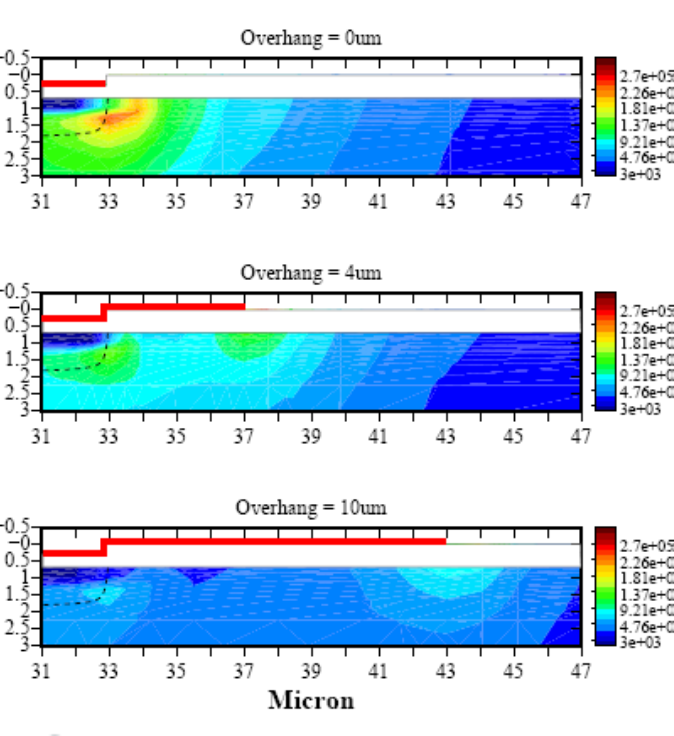 Overhang = 0um
-0.5
−0
0.5
1
1.5
2
2.5
3
31 33 35 37 39 41 43 45 47
2.7e+05
2.26e+0
1.81e+0
1.37e+0
9.21e+0
4.76e+0
3e+03
Overhang = 4um
-0.5
−0
0.5
1
1.5
2
2.5
3
31 33 35 37 39 41 43 45 47
2.7e+05
2.26e+0
1.81e+0
1.37e+0
9.21e+0
4.76e+0
3e+03
Overhang = 10um
-0.5
−0
0.5
1
1.5
2
2.5
3
31 33 35 37 39 41 43 45 47
2.7e+05
2.26e+0
1.81e+0
1.37e+0
9.21e+0
4.76e+0
3e+03
Micron